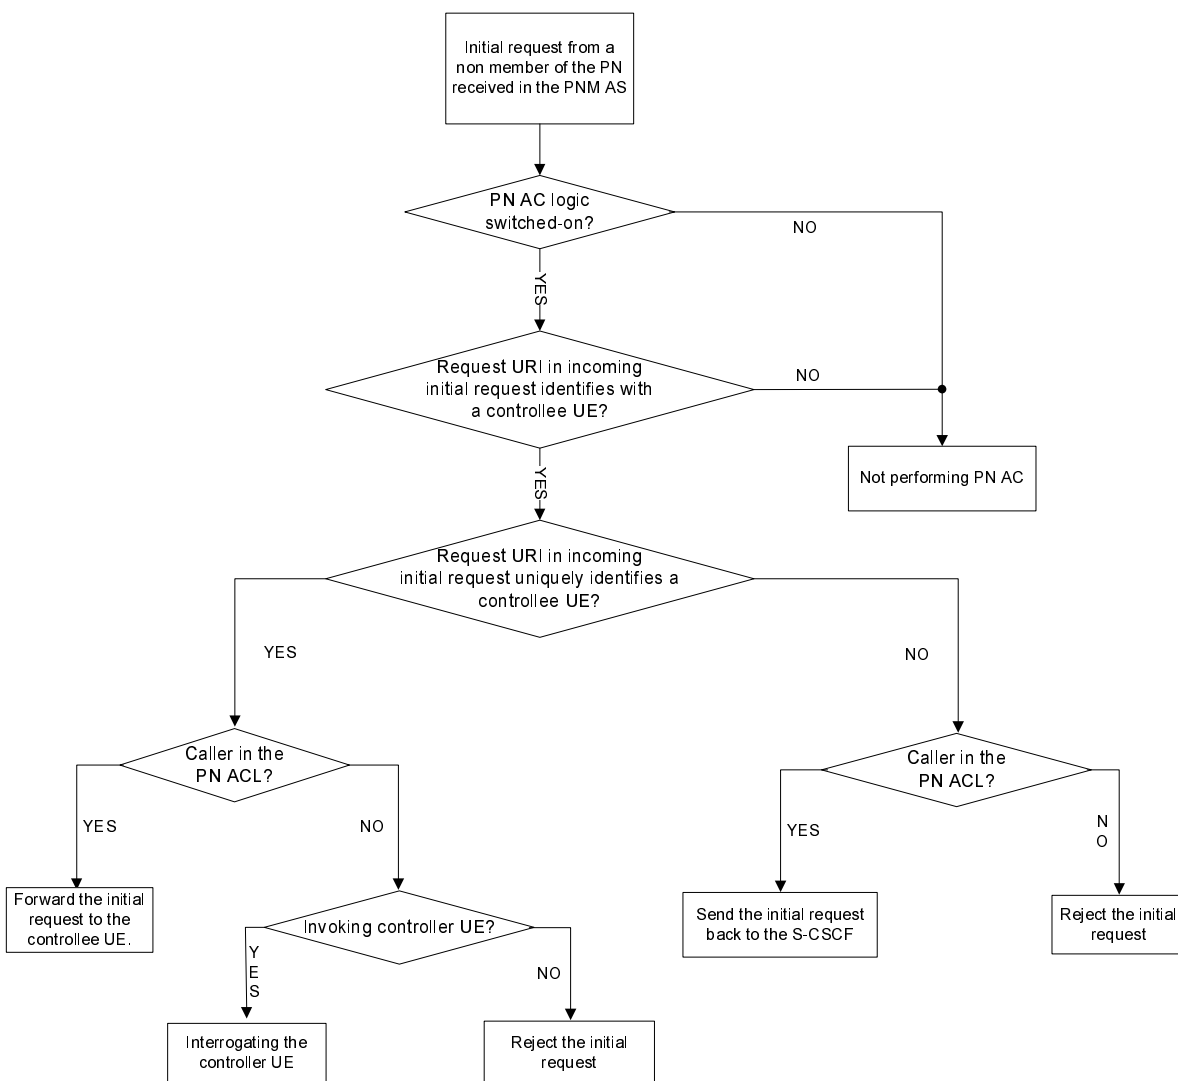 Initial request from a
non member of the PN
received in the PNM AS
PN AC logic
switched-on?
NO
YES
Request URI in incoming
initial request identifies with
a controllee UE?
NO
YES
Not performing PN AC
Request URI in incoming
initial request uniquely identifies a
controllee UE?
YES
NO
Caller in the
PN ACL?
Caller in the
PN ACL?
YES
NO
YES
NO
Forward the initial
request to the
controllee UE.
Invoking controller UE?
Send the initial request
back to the S-CSCF
Reject the initial
request
YES
NO
Interrogating the
controller UE
Reject the initial
request